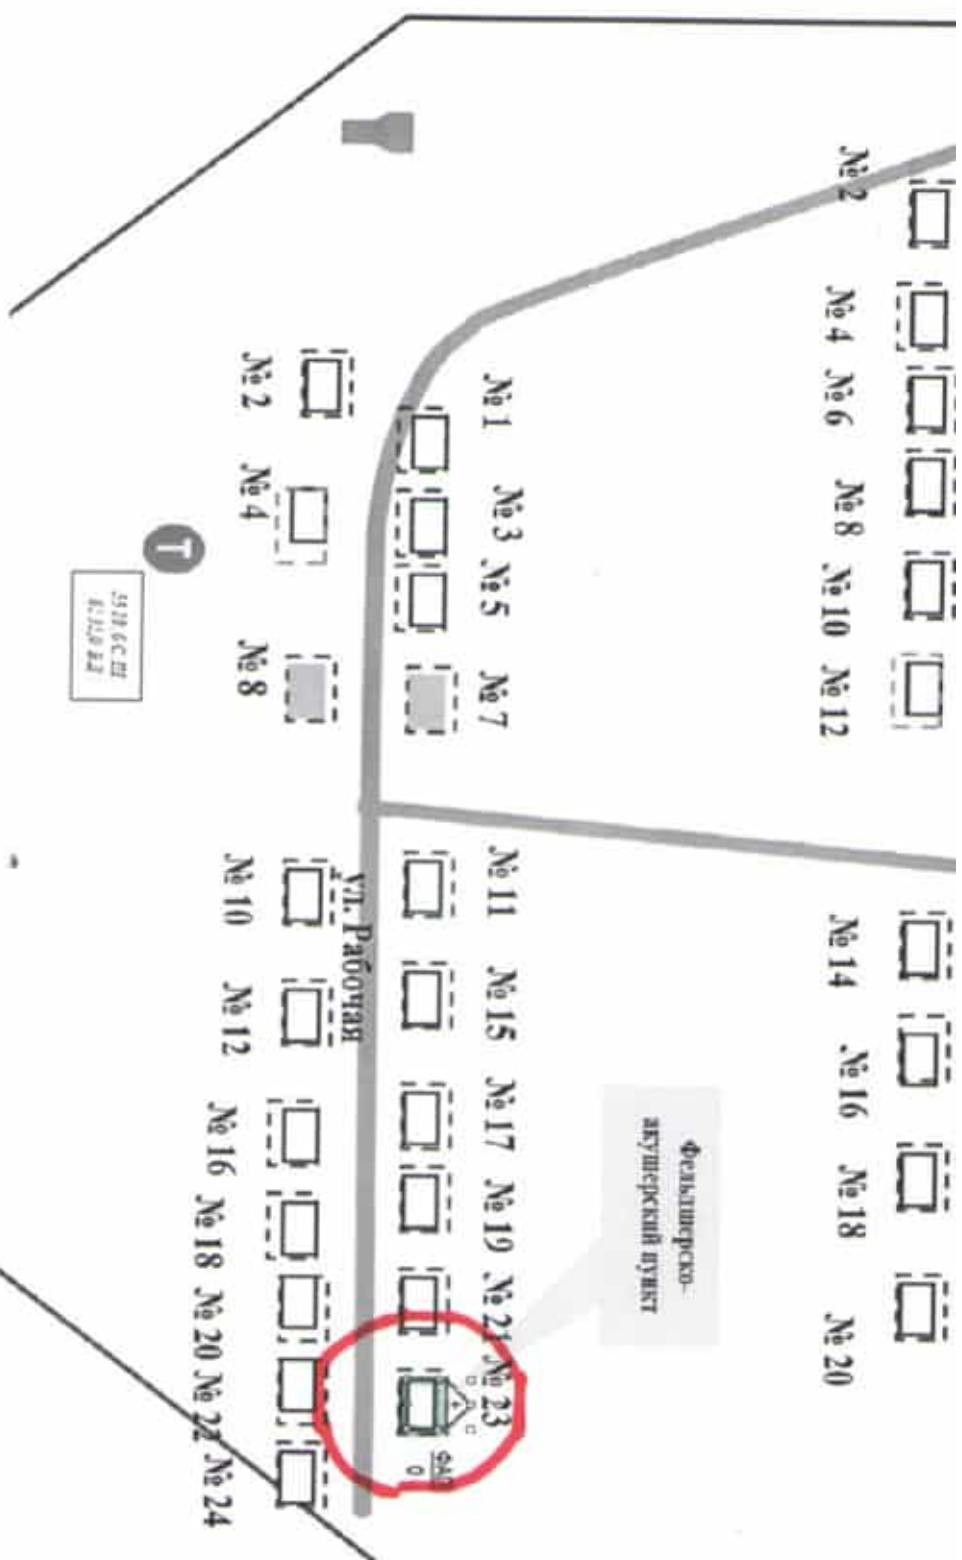 № 2 № 4 № 6 № 8 № 10 № 12 № 14 № 16 № 18 № 20
Фельдшерско-
акушерский пункт
№ 1 № 3 № 5 № 7 № 11 № 15 № 17 № 19 № 21 № 23
ФАП
0
ул. Рабочая
№ 2 № 4 № 8 № 10 № 12 № 16 № 18 № 20 № 22 № 24
Т